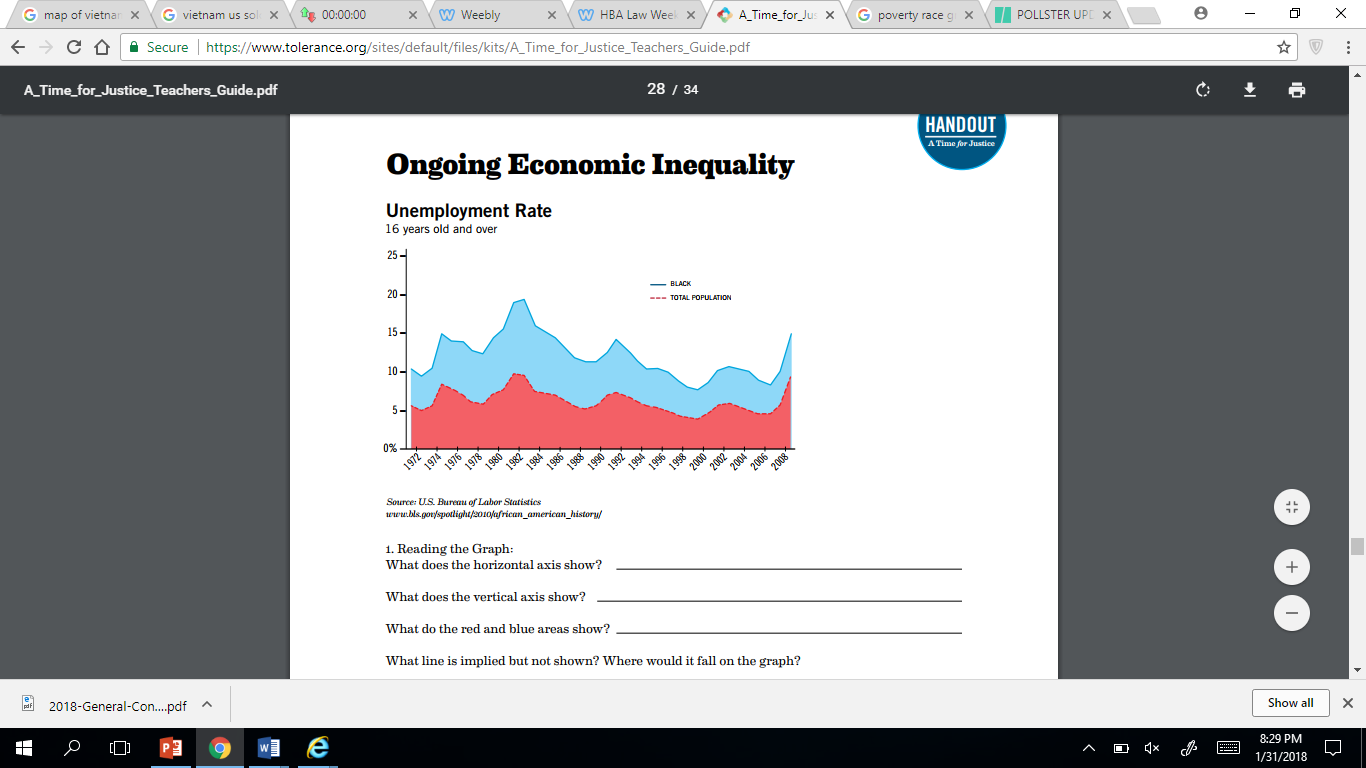 map of vietnar
vietnam us sol
00:00:00
Weekly
HBA Law Week
A_Time_for_Jus
poverty race g
POLLSTER UPD
Secure
https://www.tolerance.org/sites/default/files/kits/A_Time_for_Justice_Teachers_Guide.pdf
A_Time_for_Justice_Teachers_Guide.pdf
28 / 34
HANDOUT
A Time for Justice
Ongoing Economic Inequality
Unemployment Rate
16 years old and over
25
20
15
10
5
0%
BLACK
TOTAL POPULATION
1972 1974 1976 1978 1980 1982 1984 1986 1988 1990 1992 1994 1996 1998 2000 2002 2004 2006 2008
Source: U.S. Bureau of Labor Statistics
www.bls.gov/spotlight/2010/african_american_history/
1. Reading the Graph:
What does the horizontal axis show?
What does the vertical axis show?
What do the red and blue areas show?
What line is implied but not shown? Where would it fall on the graph?
2018-General-Con....pdf
Show all
8:29 PM
1/31/2018